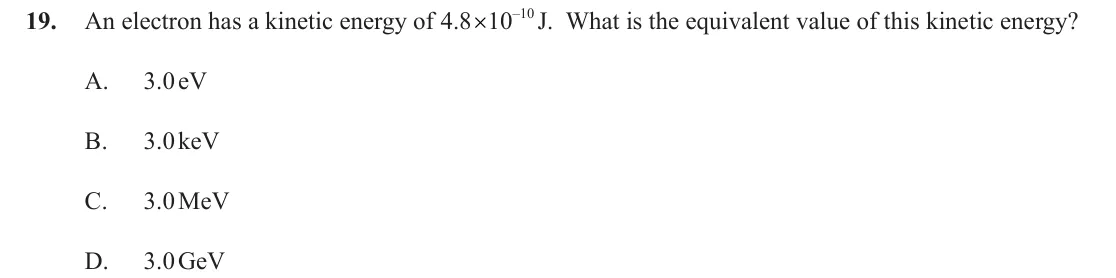 19. An electron has a kinetic energy of 4.8×10⁻¹⁰ J. What is the equivalent value of this kinetic energy?
A. 3.0 eV
B. 3.0 keV
C. 3.0 MeV
D. 3.0 GeV